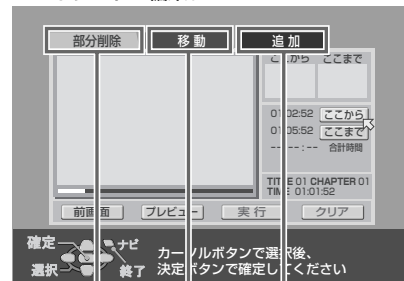 部分削除 移 動 追 加
ここから ここまで
01:02:52 ここから
01:05:52 ここまで
--:--:-- 合計時間
TITLE 01 CHAPTER 01
TIME 01:01:52
前画面 プレビュー 実 行 クリア
確定 ナビ
選択 終了
カーソルボタンで選択後、
決定ボタンで確定してください